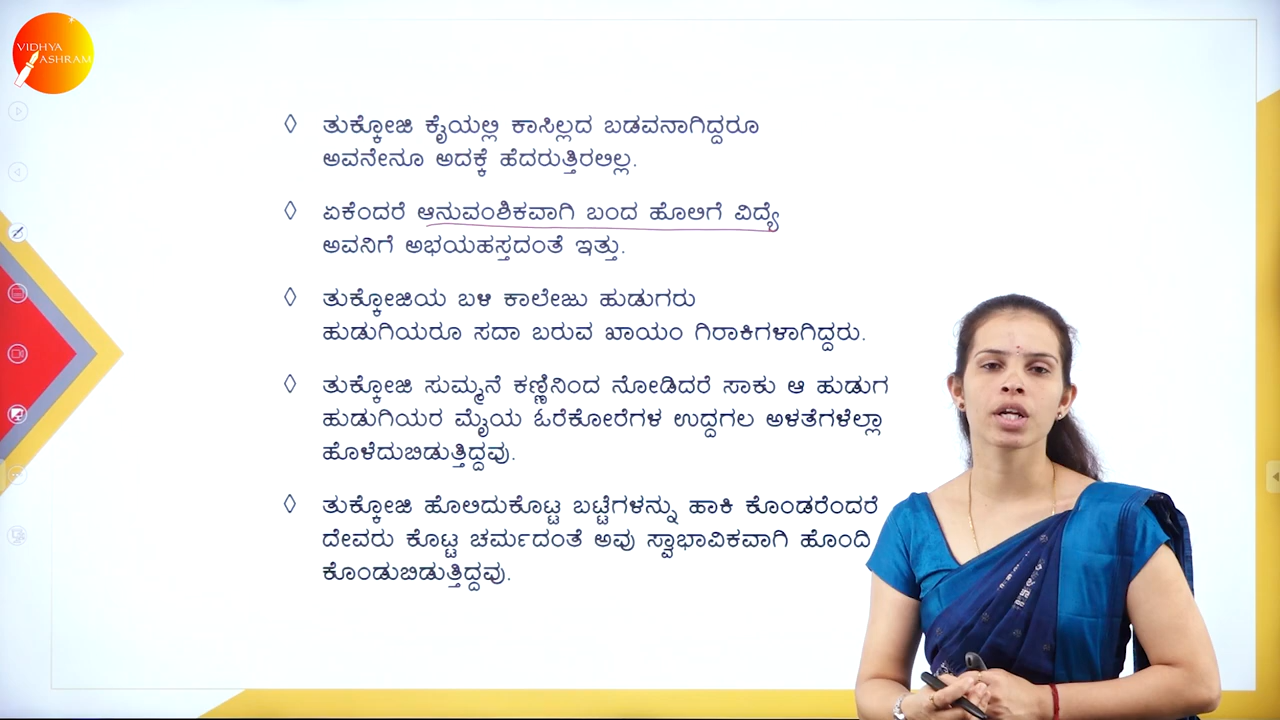 VIDHYA
ASHRAM
◊ ತುಕ್ಕೋಜಿ ಕೈಯಲ್ಲಿ ಕಾಸಿಲ್ಲದ ಬಡವನಾಗಿದ್ದರೂ
ಅವನೇನೂ ಅದಕ್ಕೆ ಹೆದರುತ್ತಿರಲಿಲ್ಲ.
◊ ಏಕೆಂದರೆ ಆನುವಂಶಿಕವಾಗಿ ಬಂದ ಹೊಲಿಗೆ ವಿದ್ಯೆ
ಅವನಿಗೆ ಅಭಯಹಸ್ತದಂತೆ ಇತ್ತು.
◊ ತುಕ್ಕೋಜಿಯ ಬಳಿ ಕಾಲೇಜು ಹುಡುಗರು
ಹುಡುಗಿಯರೂ ಸದಾ ಬರುವ ಖಾಯಂ ಗಿರಾಕಿಗಳಾಗಿದ್ದರು.
◊ ತುಕ್ಕೋಜಿ ಸುಮ್ಮನೆ ಕಣ್ಣಿನಿಂದ ನೋಡಿದರೆ ಸಾಕು ಆ ಹುಡುಗ
ಹುಡುಗಿಯರ ಮೈಯ ಓರೆಕೋರೆಗಳ ಉದ್ದಗಲ ಅಳತೆಗಳೆಲ್ಲಾ
ಹೊಳೆದುಬಿಡುತ್ತಿದ್ದವು.
◊ ತುಕ್ಕೋಜಿ ಹೊಲಿದುಕೊಟ್ಟ ಬಟ್ಟೆಗಳನ್ನು ಹಾಕಿ ಕೊಂಡರೆಂದರೆ
ದೇವರು ಕೊಟ್ಟ ಚರ್ಮದಂತೆ ಅವು ಸ್ವಾಭಾವಿಕವಾಗಿ ಹೊಂದಿ
ಕೊಂಡುಬಿಡುತ್ತಿದ್ದವು.